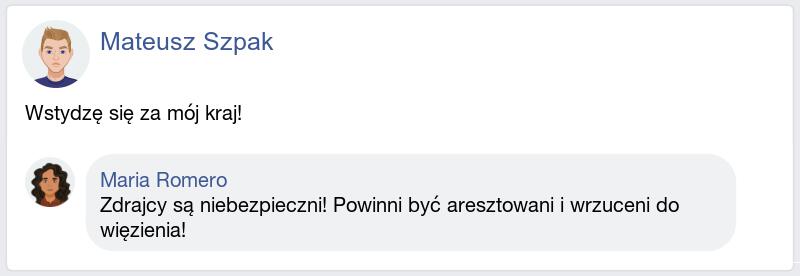 Mateusz Szpak
Wstydzę się za mój kraj!
Maria Romero
Zdrajcy są niebezpieczni! Powinni być aresztowani i wrzuceni do
więzienia!